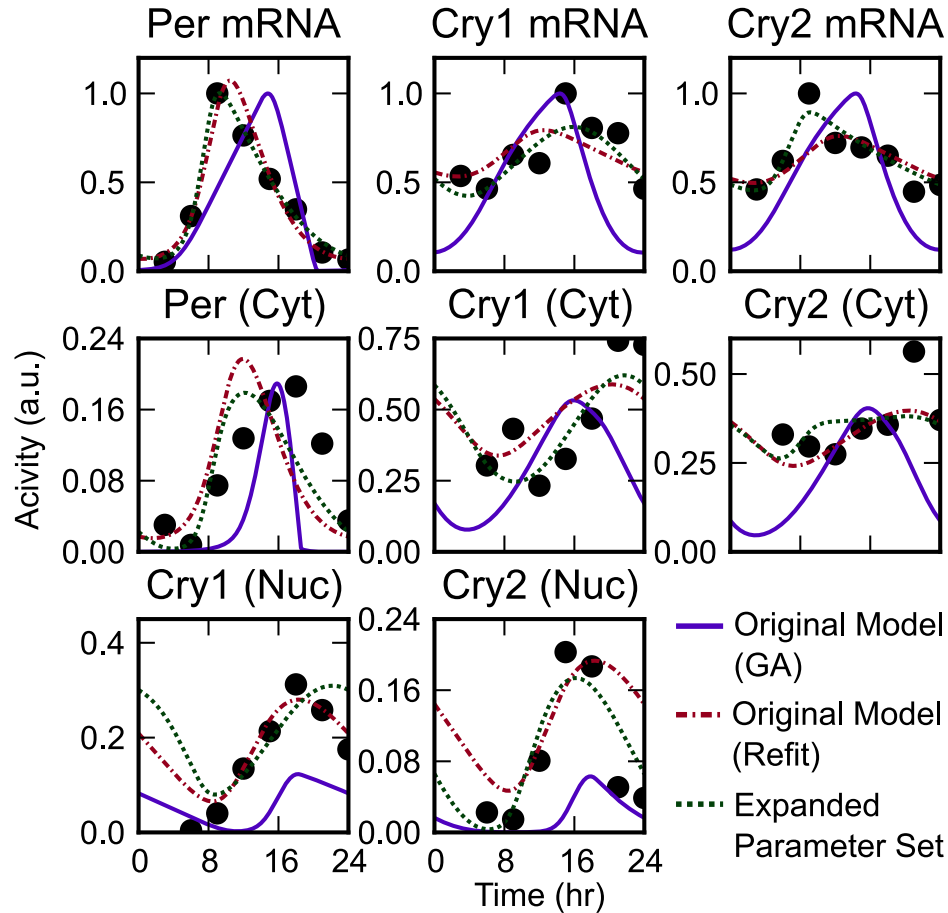 Per mRNA
Cry1 mRNA
Cry2 mRNA
1.0
0.5
0.0
1.0
0.5
0.0
1.0
0.5
0.0
Per (Cyt)
Cry1 (Cyt)
Cry2 (Cyt)
0.24
0.16
0.08
0.00
0.75
0.50
0.25
0.00
0.50
0.25
0.00
Acivity (a.u.)
Cry1 (Nuc)
Cry2 (Nuc)
0.4
0.2
0.0
0.24
0.16
0.08
0.00
0 8 16 24
0 8 16 24
Time (hr)
Original Model
(GA)
Original Model
(Refit)
Expanded
Parameter Set